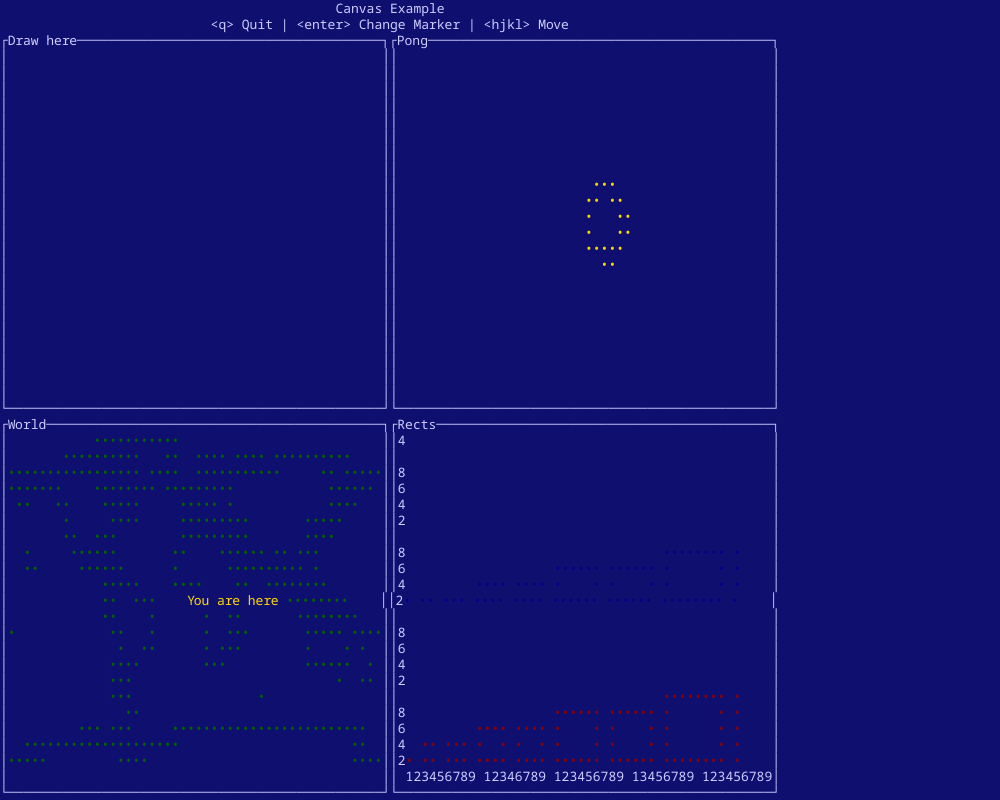 Canvas Example
<q> Quit | <enter> Change Marker | <hjkl> Move
Draw here
Pong
World
Rects
4
8
6
4
2
8
6
4
You are here
2
8
6
4
2
8
6
4
2
123456789 12346789 123456789 13456789 123456789